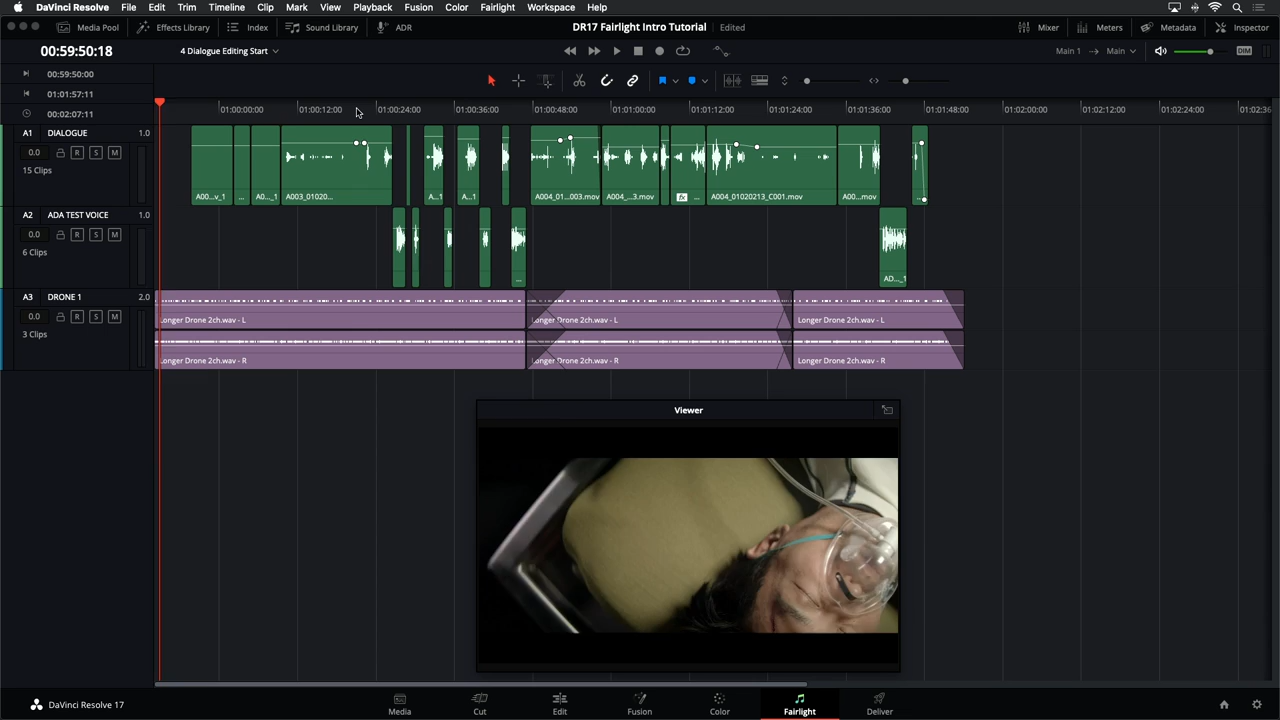 DaVinci Resolve File Edit Trim Timeline Clip Mark View Playback Fusion Color Fairlight Workspace Help
Media Pool Effects Library Index Sound Library ADR DR17 Fairlight Intro Tutorial Edited Mixer Meters Metadata Inspector
00:59:50:18 4 Dialogue Editing Start Main 1 Main DIM
00:59:50:00
01:01:57:11
00:02:07:11
01:00:00:00 01:00:12:00 01:00:24:00 01:00:36:00 01:00:48:00 01:01:00:00 01:01:12:00 01:01:24:00 01:01:36:00 01:01:48:00 01:02:00:00 01:02:12:00 01:02:24:00 01:02:36
A1 DIALOGUE 1.0
0.0 R S M
15 Clips
A00...v_1 ... A0..._1 A003_01020... A...1 A...1 A004_01...003.mov A004_...3.mov fx ... A004_01020213_C001.mov A00...mov ...
A2 ADA TEST VOICE 1.0
0.0 R S M
6 Clips
... AD..._1
A3 DRONE 1 2.0
0.0 R S M
3 Clips
Longer Drone 2ch.wav - L Longer Drone 2ch.wav - L Longer Drone 2ch.wav - L
Longer Drone 2ch.wav - R Longer Drone 2ch.wav - R Longer Drone 2ch.wav - R
Viewer
DaVinci Resolve 17 Media Cut Edit Fusion Color Fairlight Deliver